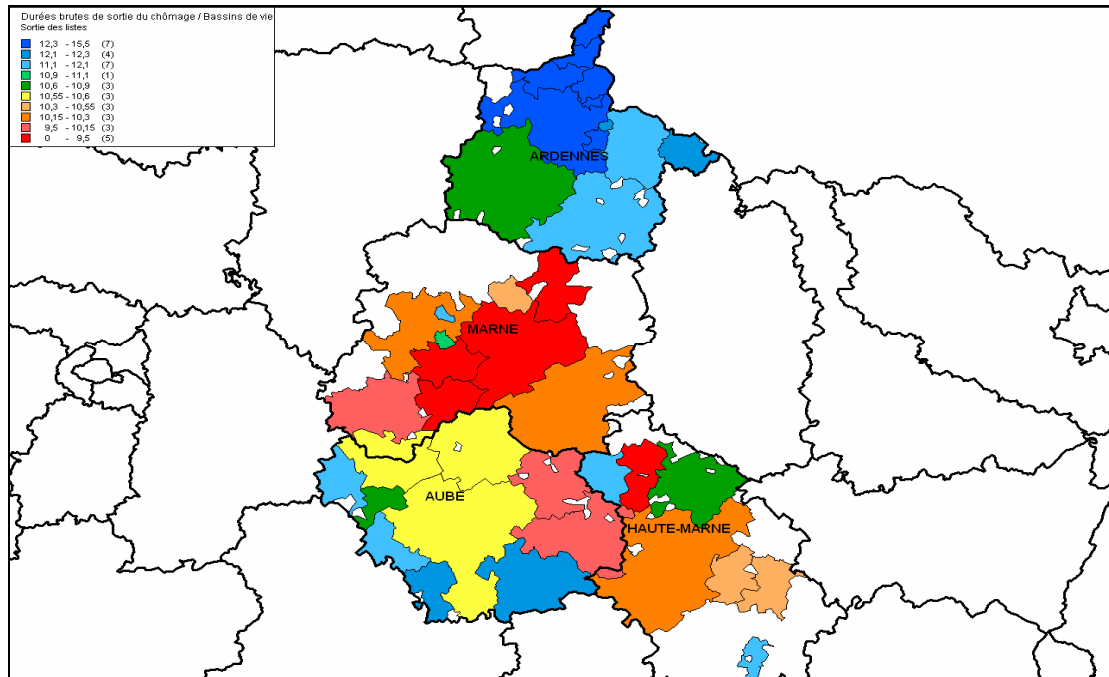 Durées brutes de sortie du chômage / Bassins de vie
Sortie des listes
12,3 - 15,5 (7)
12,1 - 12,3 (4)
11,1 - 12,1 (7)
10,9 - 11,1 (1)
10,6 - 10,9 (3)
10,55 - 10,6 (3)
10,3 - 10,55 (3)
10,15 - 10,3 (3)
9,5 - 10,15 (3)
0 - 9,5 (5)
ARDENNES
MARNE
AUBE
HAUTE-MARNE